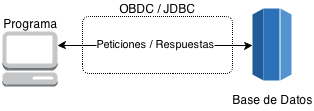 OBDC / JDBC
Programa
Peticiones / Respuestas
Base de Datos